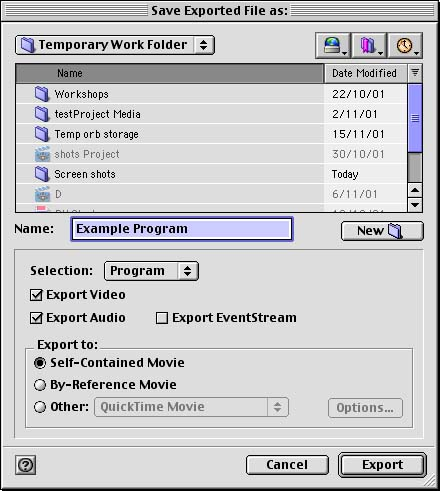 Save Exported File as:
Temporary Work Folder
Name Date Modified
Workshops 22/10/01
testProject Media 2/11/01
Temp orb storage 15/11/01
shots Project 30/10/01
Screen shots Today
D 6/11/01
Name: Example Program New
Selection: Program
Export Video
Export Audio Export EventStream
Export to:
Self-Contained Movie
By-Reference Movie
Other: QuickTime Movie Options...
? Cancel Export